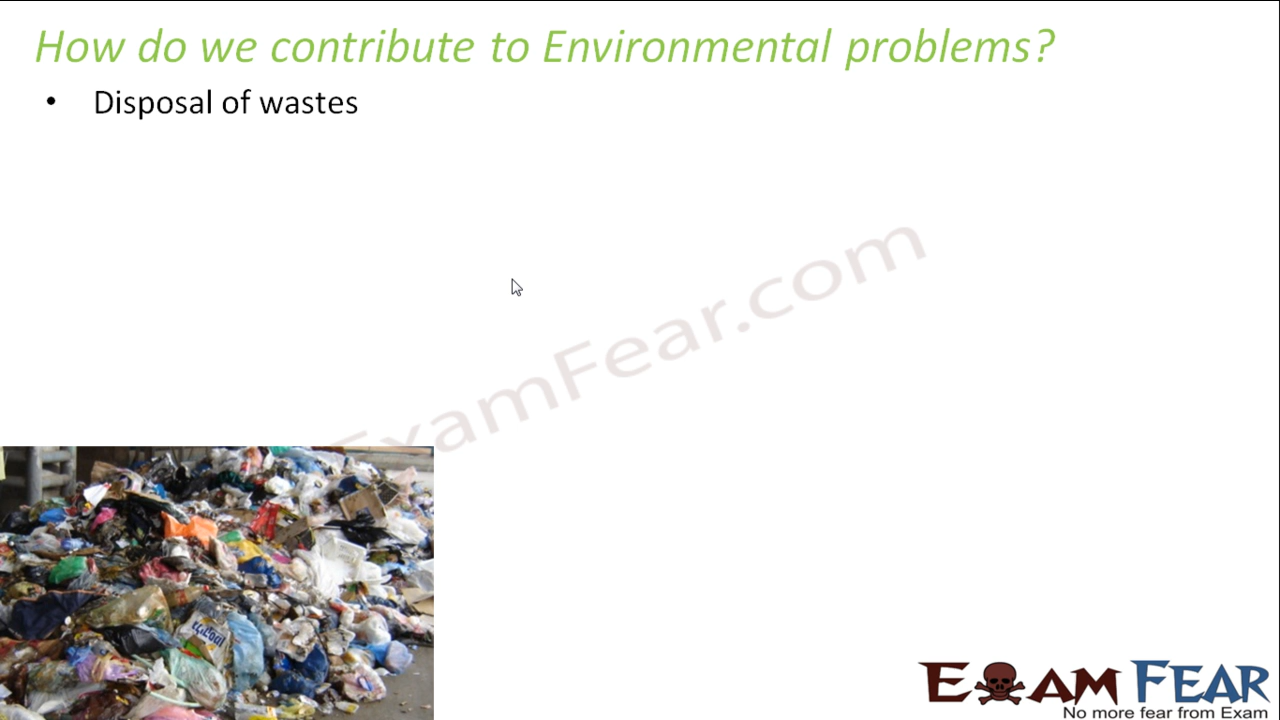 How do we contribute to Environmental problems?
• Disposal of wastes
ExamFear.com
EXAM FEAR
No more fear from Exam